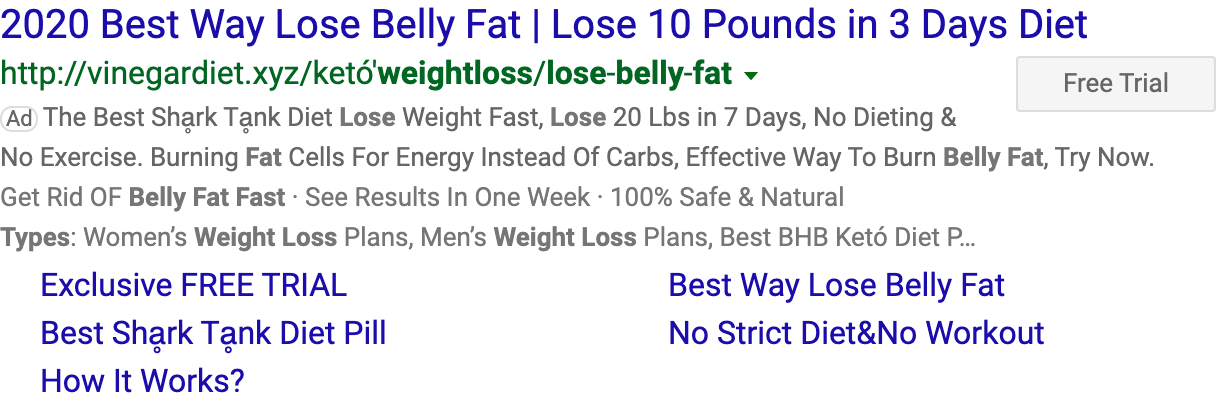 2020 Best Way Lose Belly Fat | Lose 10 Pounds in 3 Days Diet
http://vinegardiet.xyz/ketó'weightloss/lose-belly-fat
Free Trial
Ad The Best Shḁrk Tḁnk Diet Lose Weight Fast, Lose 20 Lbs in 7 Days, No Dieting &
No Exercise. Burning Fat Cells For Energy Instead Of Carbs, Effective Way To Burn Belly Fat, Try Now.
Get Rid OF Belly Fat Fast · See Results In One Week · 100% Safe & Natural
Types: Women’s Weight Loss Plans, Men’s Weight Loss Plans, Best BHB Ketó Diet P…
Exclusive FREE TRIAL
Best Way Lose Belly Fat
Best Shḁrk Tḁnk Diet Pill
No Strict Diet&No Workout
How It Works?